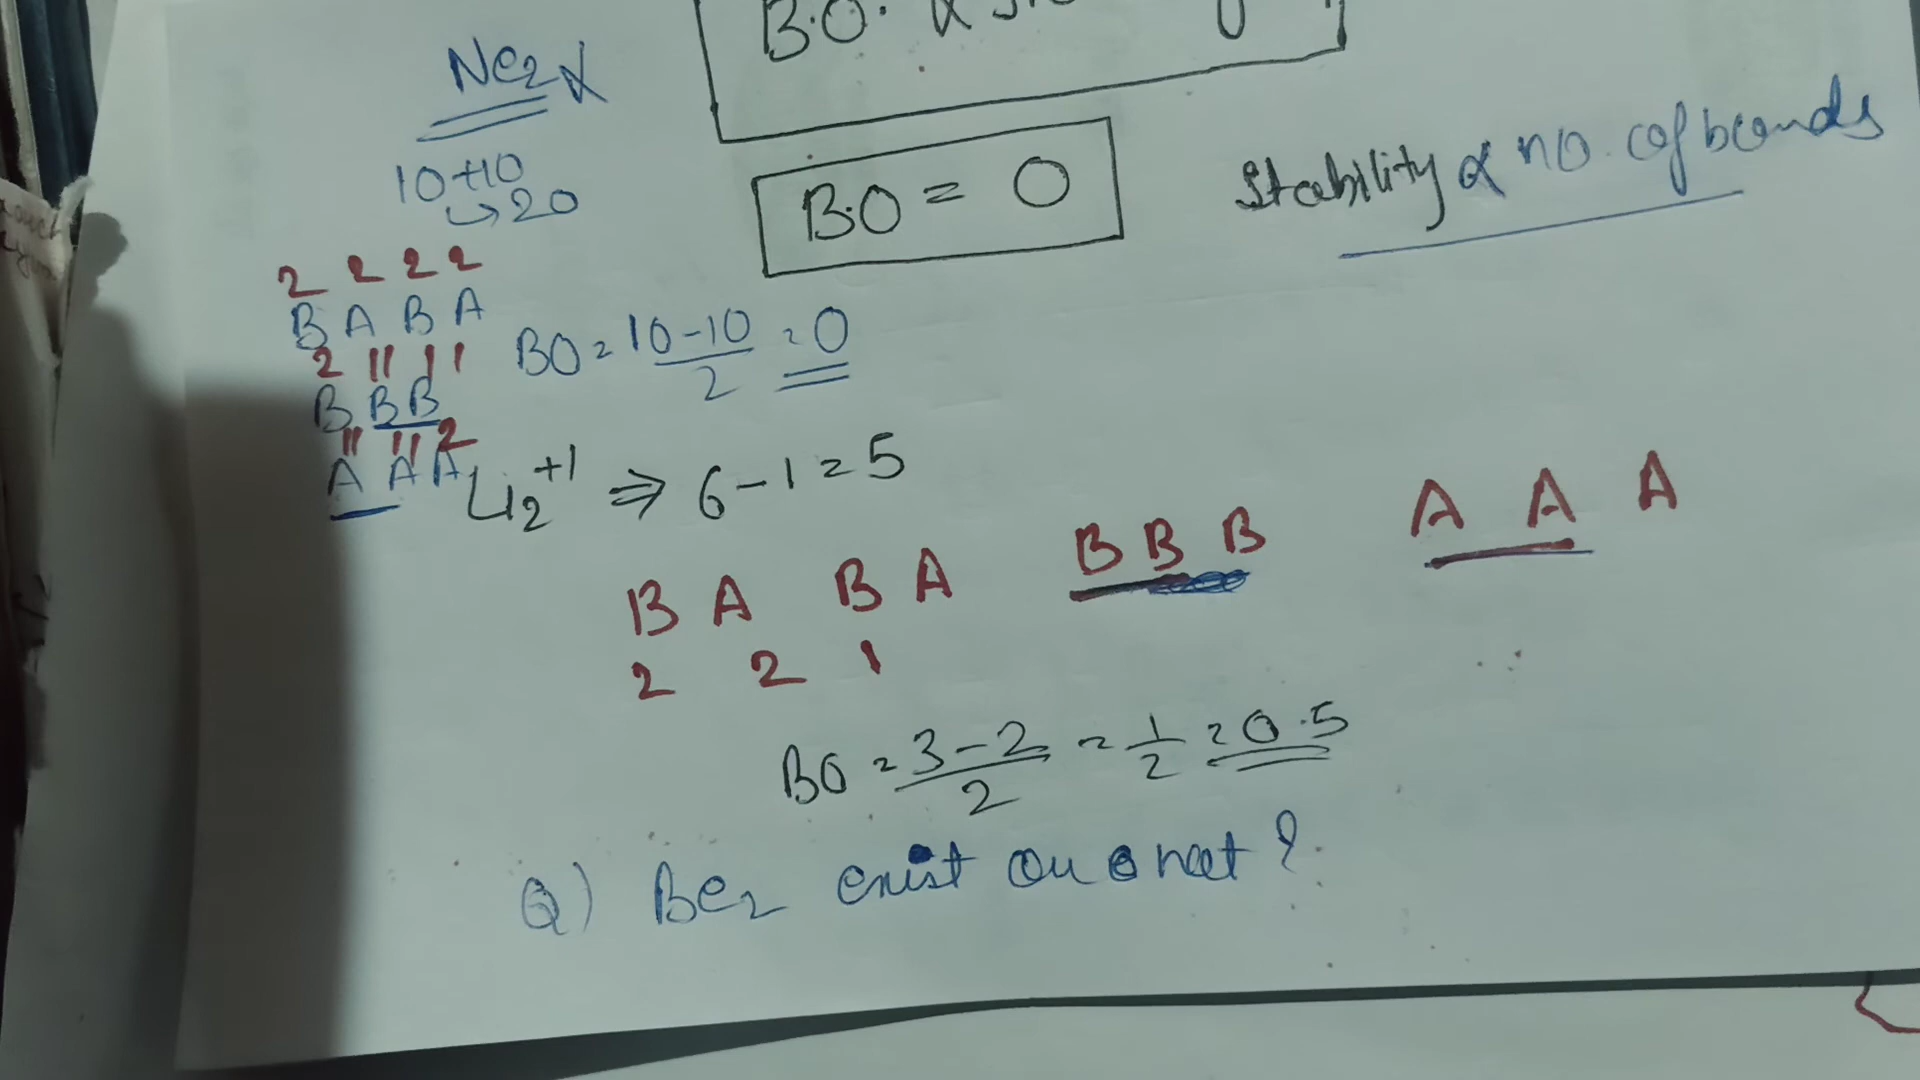 B.O. α
Ne₂ X
10+10
↳ 20
B.O = 0
Stability α no. of bonds
2 2 2 2
B A B A
2 11 11
B B B
11 11 2
A A A
BO = 10-10/2 = 0
Li₂⁺¹ ⇒ 6-1=5
B A B A B B B A A A
2 2 1
BO = 3-2/2 = 1/2 = 0.5
Q) Be₂ exist or not?